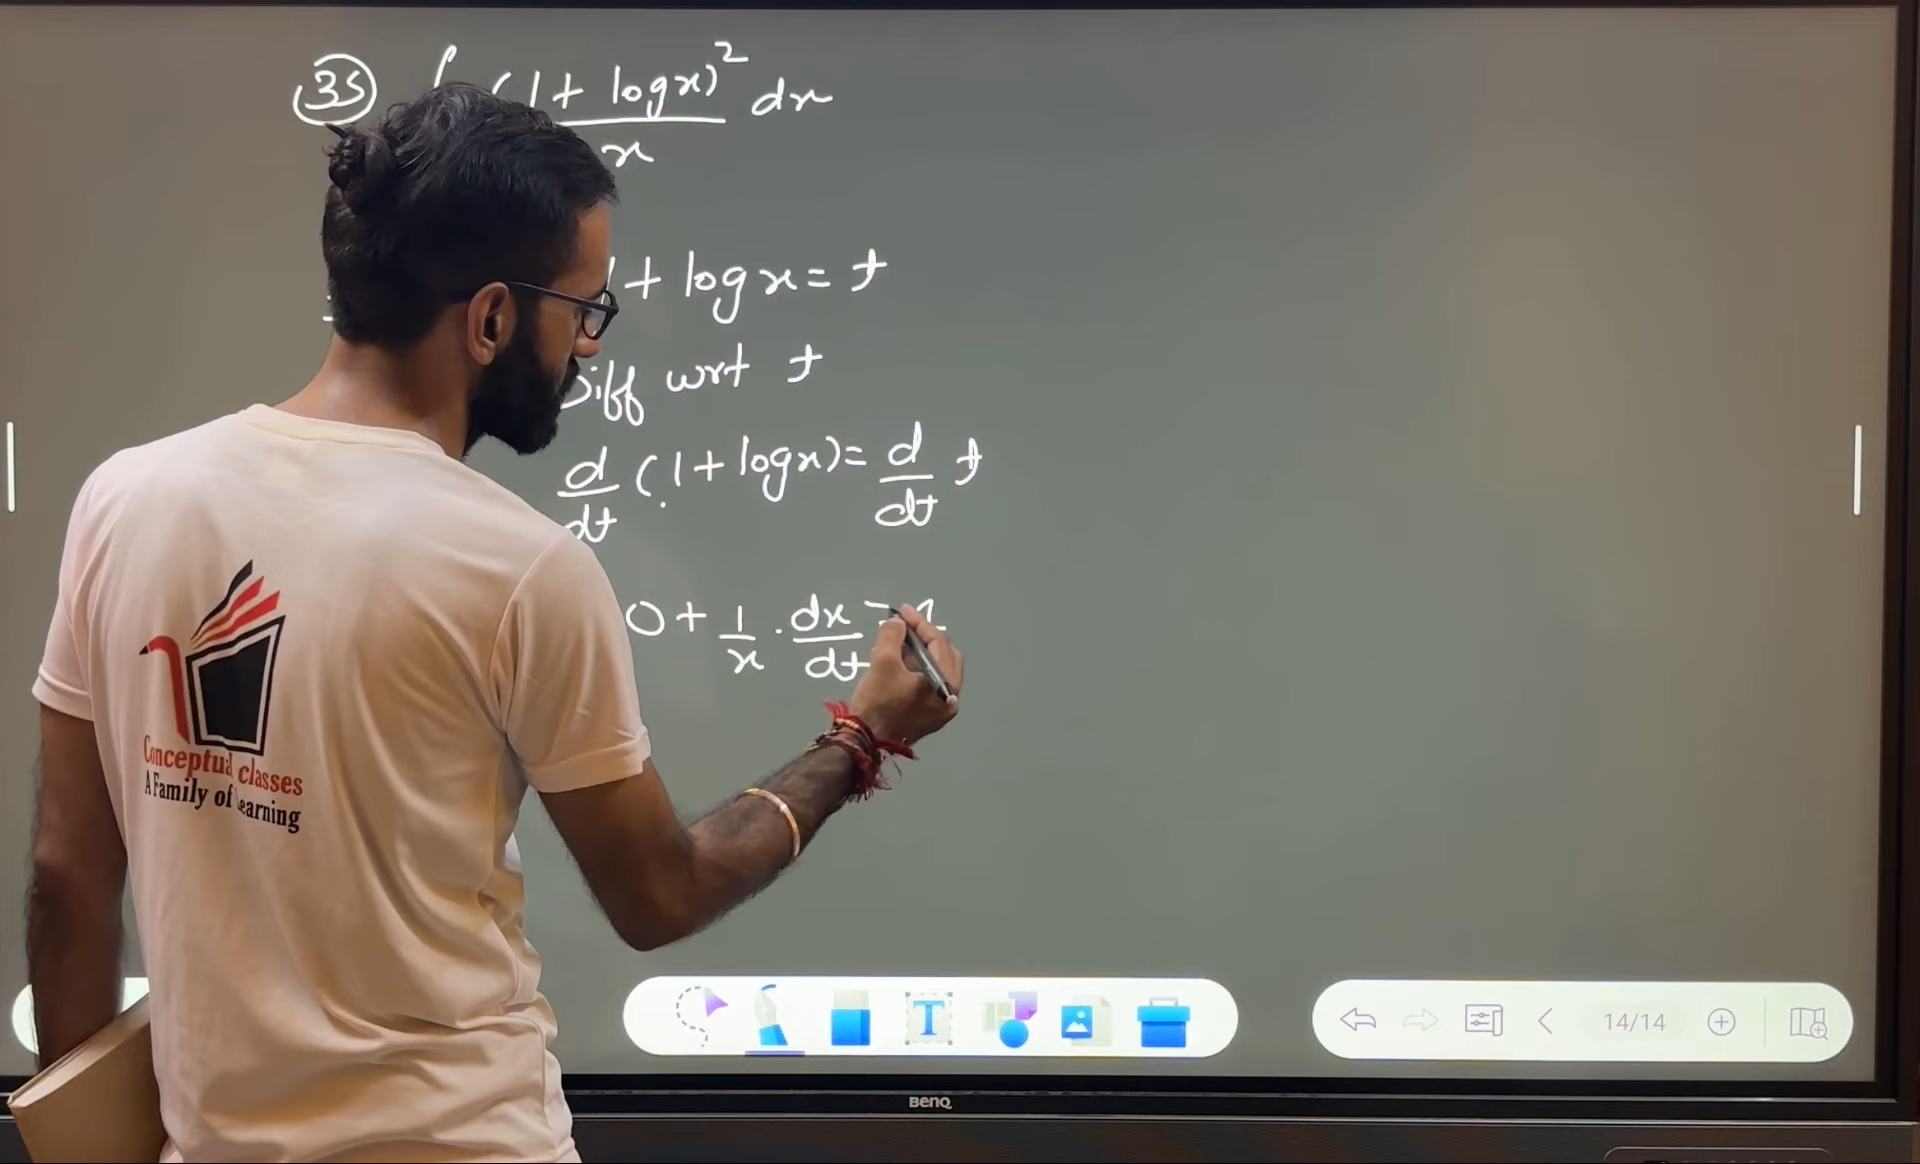 35 ∫ (1 + log x)² / x dx
1 + log x = t
Diff wrt t
d/dt (1 + log x) = d/dt t
0 + 1/x · dx/dt = 1
Conceptual classes
A Family of Learning
T
14/14
BenQ